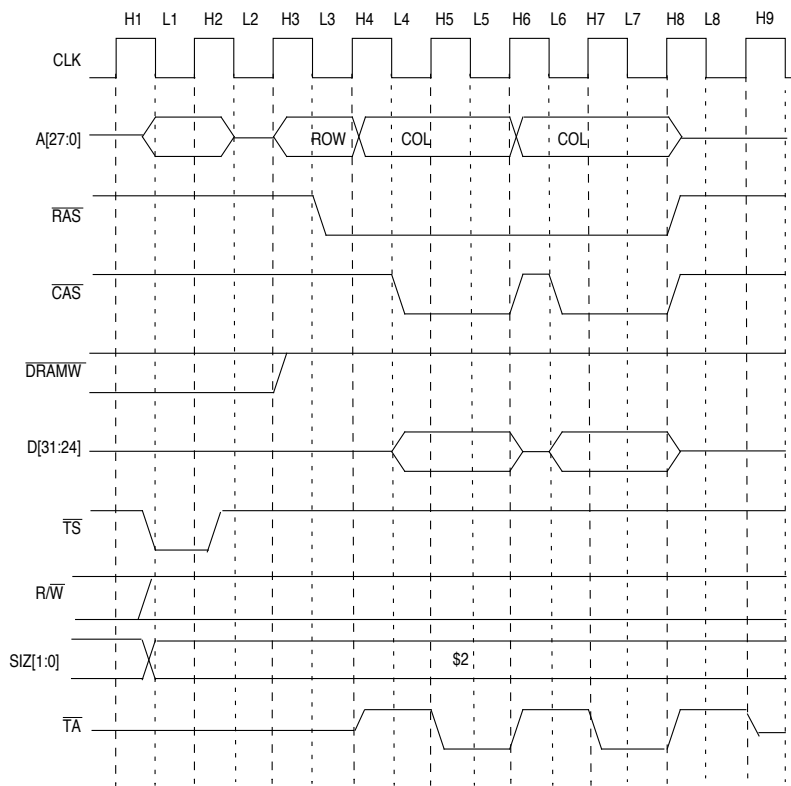 H1 L1 H2 L2 H3 L3 H4 L4 H5 L5 H6 L6 H7 L7 H8 L8 H9
CLK
A[27:0] ROW COL COL
RAS
CAS
DRAMW
D[31:24]
TS
R/W
SIZ[1:0] $2
TA